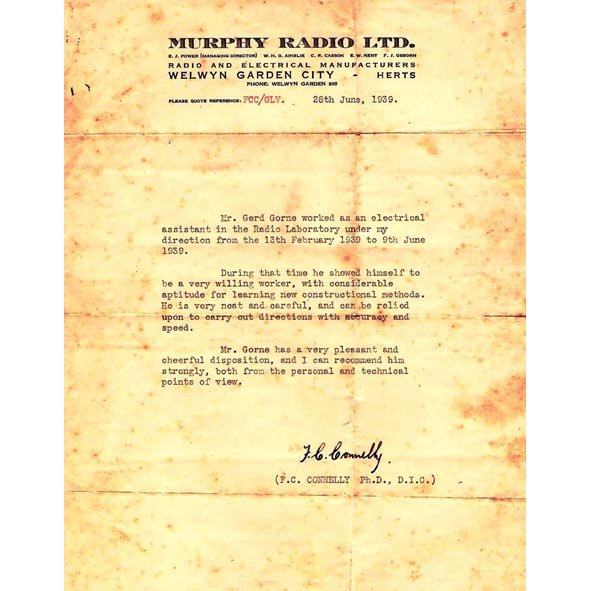 MURPHY RADIO LTD.
E. J. POWER (MANAGING DIRECTOR) W. H. O. AINSLIE C. R. CASSON E. W. KENT F. J. OSBORN
RADIO AND ELECTRICAL MANUFACTURERS
WELWYN GARDEN CITY - HERTS
PHONE: WELWYN GARDEN 800
PLEASE QUOTE REFERENCE: FCC/GLV. 28th June, 1939.
Mr. Gerd Gorne worked as an electrical
assistant in the Radio Laboratory under my
direction from the 13th February 1939 to 9th June
1939.
During that time he showed himself to
be a very willing worker, with considerable
aptitude for learning new constructional methods.
He is very neat and careful, and can be relied
upon to carry out directions with accuracy and
speed.
Mr. Gorne has a very pleasant and
cheerful disposition, and I can recommend him
strongly, both from the personal and technical
points of view.
F.C. Connelly.
(F.C. CONNELLY Ph.D., D.I.C.)